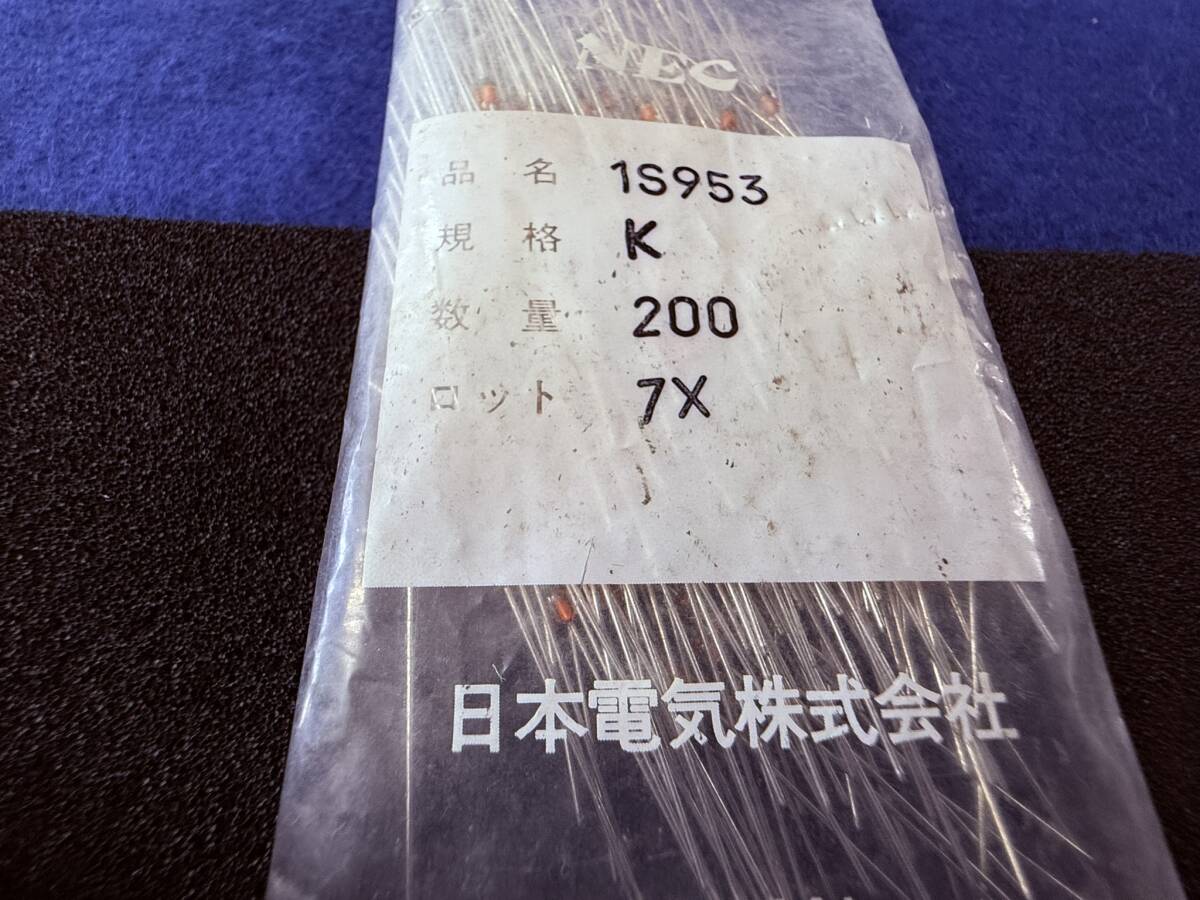 NEC
品名 1S953
規格 K
数量 200
ロット 7X
日本電気株式会社